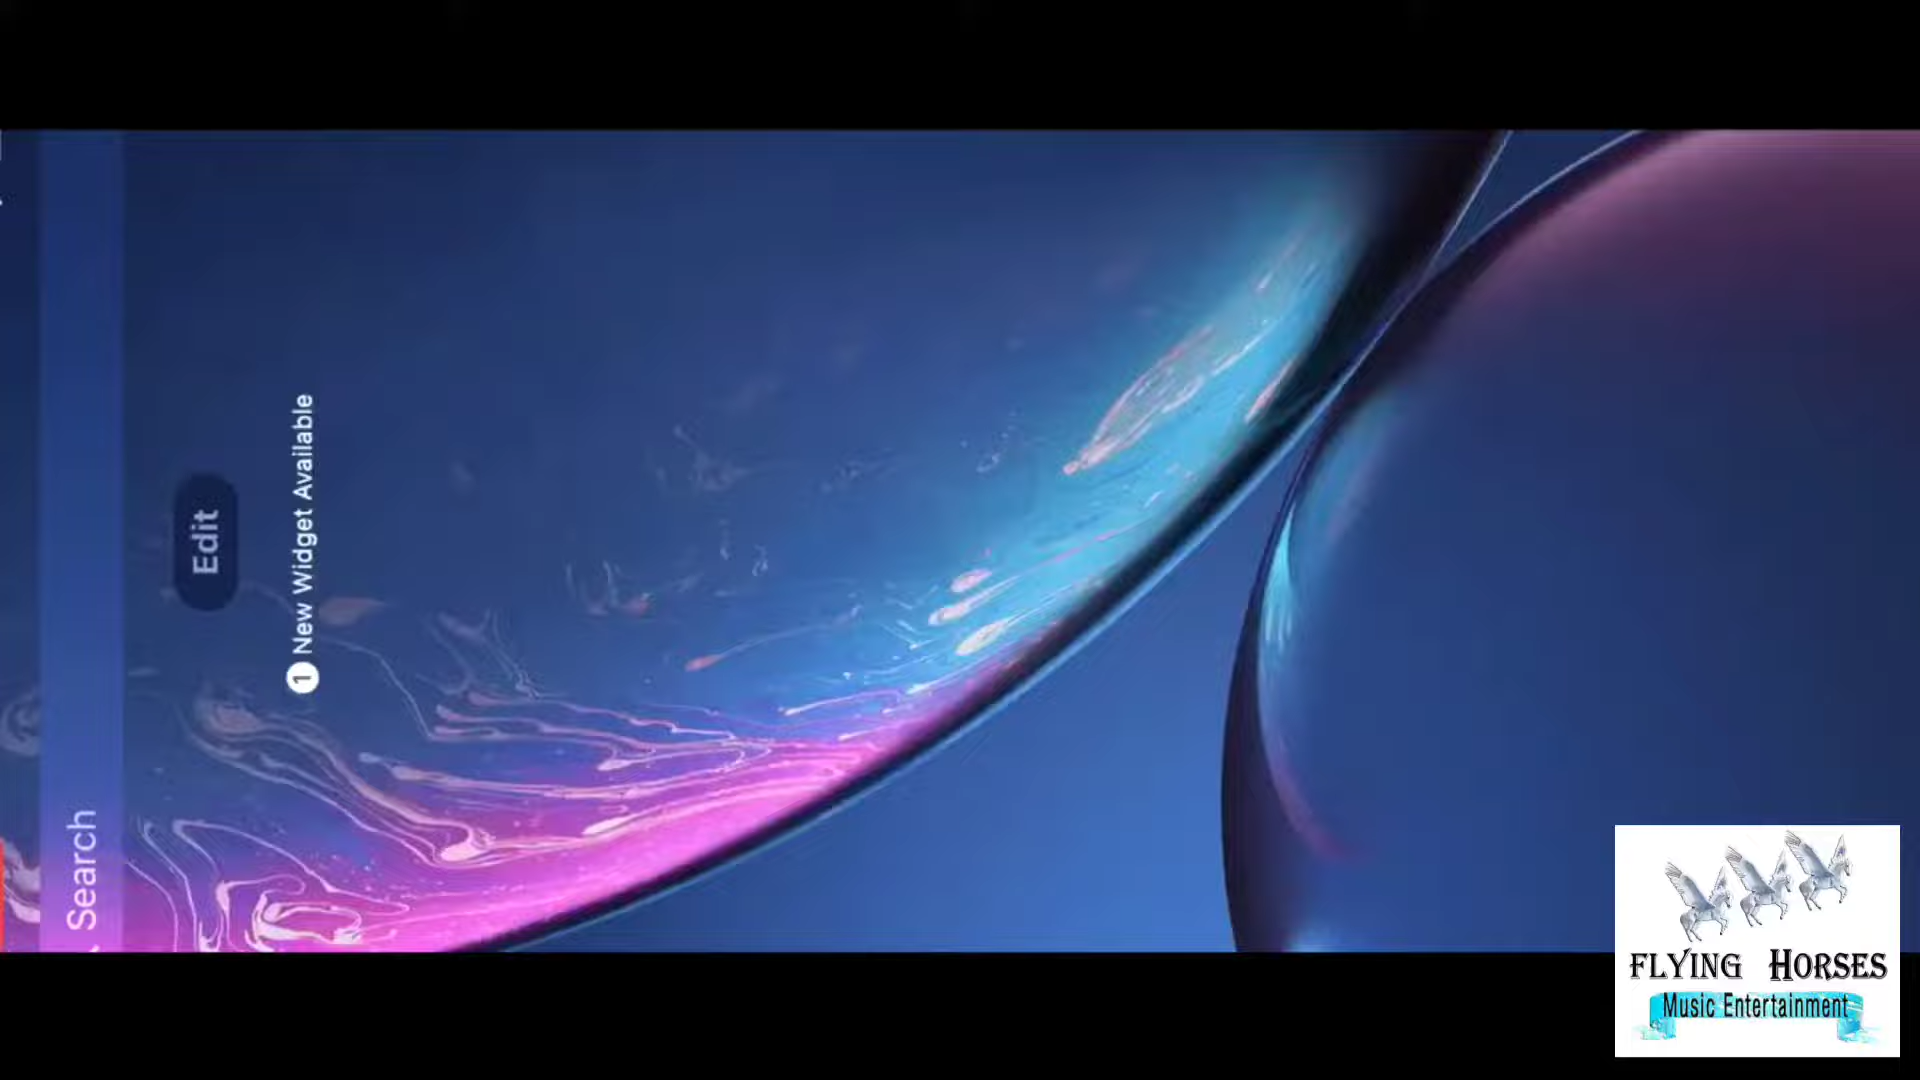 Search
Edit
1 New Widget Available
FLYING HORSES
Music Entertainment